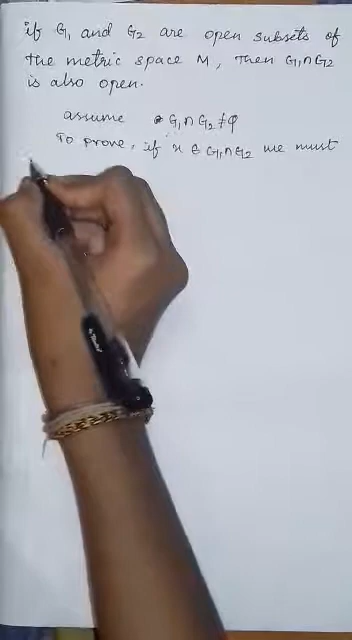 if G1 and G2 are open subsets of
the metric space M, Then G1∩G2
is also open.
assume G1∩G2≠φ
To prove, if x ∈ G1∩G2 we must